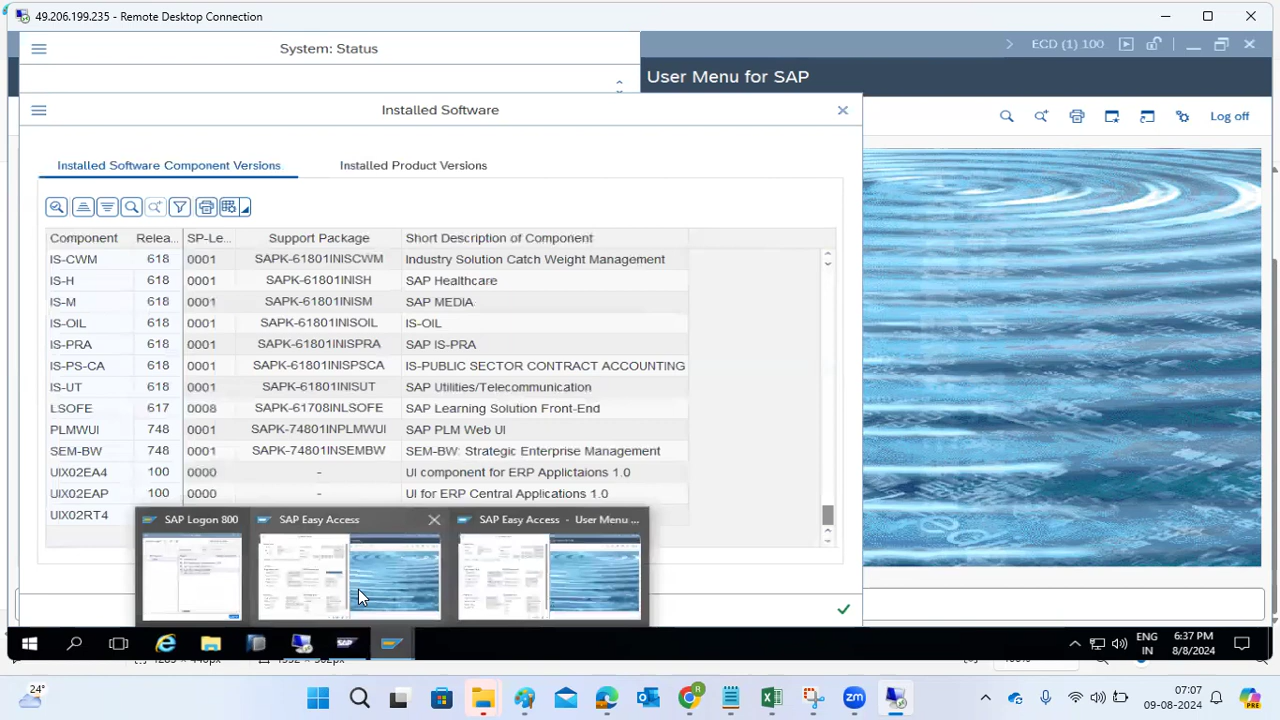 49.206.199.235 - Remote Desktop Connection
System: Status
ECD (1) 100
User Menu for SAP
Installed Software
Log off
Installed Software Component Versions
Installed Product Versions
Component Relea... SP-Le... Support Package Short Description of Component
IS-CWM 618 0001 SAPK-61801INISCWM Industry Solution Catch Weight Management
IS-H 618 0001 SAPK-61801INISH SAP Healthcare
IS-M 618 0001 SAPK-61801INISM SAP MEDIA
IS-OIL 618 0001 SAPK-61801INISOIL IS-OIL
IS-PRA 618 0001 SAPK-61801INISPRA SAP IS-PRA
IS-PS-CA 618 0001 SAPK-61801INISPSCA IS-PUBLIC SECTOR CONTRACT ACCOUNTING
IS-UT 618 0001 SAPK-61801INISUT SAP Utilities/Telecommunication
LSOFE 617 0008 SAPK-61708INLSOFE SAP Learning Solution Front-End
PLMWUI 748 0001 SAPK-74801INPLMWUI SAP PLM Web UI
SEM-BW 748 0001 SAPK-74801INSEMBW SEM-BW: Strategic Enterprise Management
UIX02EA4 100 0000 - UI component for ERP Applictaions 1.0
UIX02EAP 100 0000 - UI for ERP Central Applications 1.0
UIX02RT4
SAP Logon 800 SAP Easy Access SAP Easy Access - User Menu ...
ENG
IN
6:37 PM
8/8/2024
24°
zm
07:07
09-08-2024
PRE